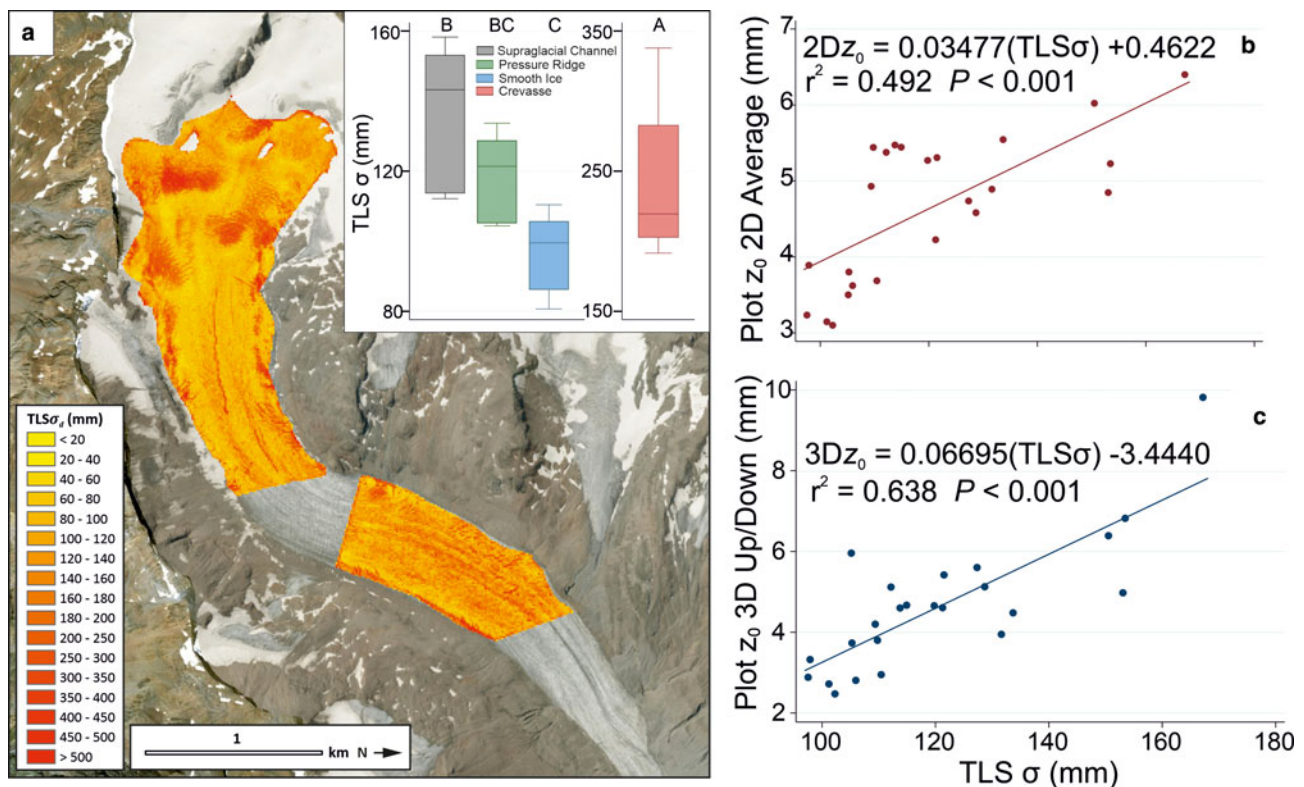 a
B BC C A
160
120
80
TLS σ (mm)
350
250
150
Supraglacial Channel
Pressure Ridge
Smooth Ice
Crevasse
TLSσd (mm)
< 20
20 - 40
40 - 60
60 - 80
80 - 100
100 - 120
120 - 140
140 - 160
160 - 180
180 - 200
200 - 250
250 - 300
300 - 350
350 - 400
400 - 450
450 - 500
> 500
1
km N
b
2Dz₀ = 0.03477(TLSσ) +0.4622
r² = 0.492 P < 0.001
Plot z₀ 2D Average (mm)
7
6
5
4
3
c
3Dz₀ = 0.06695(TLSσ) -3.4440
r² = 0.638 P < 0.001
Plot z₀ 3D Up/Down (mm)
10
8
6
4
2
100 120 140 160 180
TLS σ (mm)